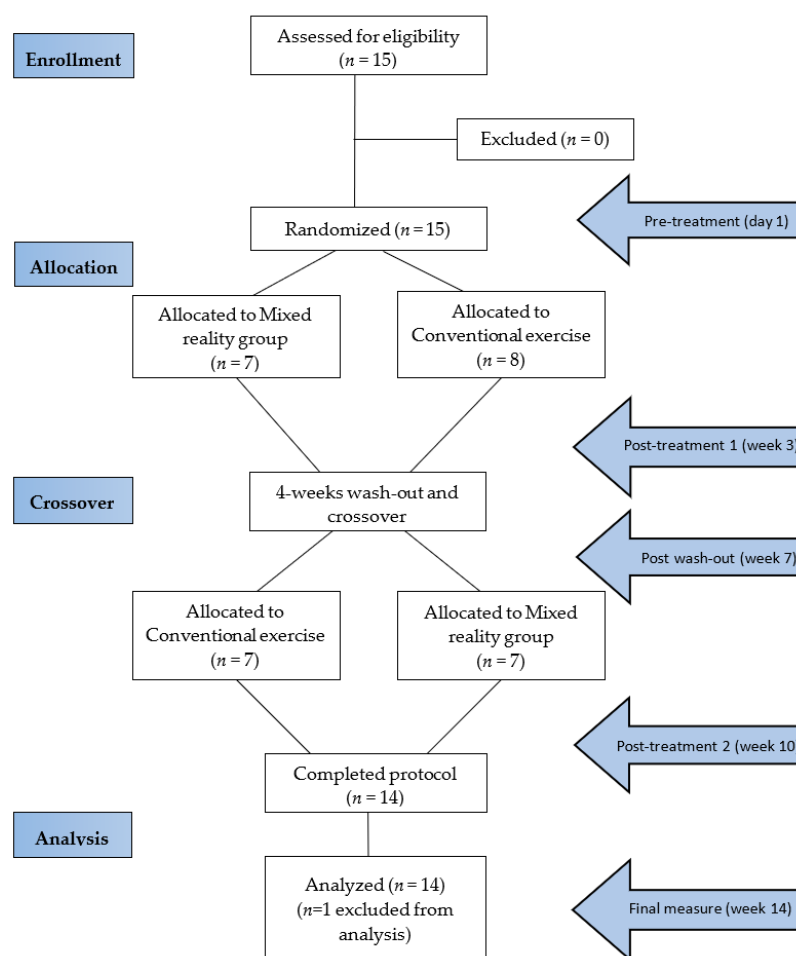 Assessed for eligibility
(n = 15)
Enrollment
Excluded (n = 0)
Randomized (n = 15)
Pre-treatment (day 1)
Allocation
Allocated to Mixed
reality group
(n = 7)
Allocated to
Conventional exercise
(n = 8)
Post-treatment 1 (week 3)
4-weeks wash-out and
crossover
Crossover
Post wash-out (week 7)
Allocated to
Conventional exercise
(n = 7)
Allocated to Mixed
reality group
(n = 7)
Post-treatment 2 (week 10)
Completed protocol
(n = 14)
Analysis
Analyzed (n = 14)
(n=1 excluded from
analysis)
Final measure (week 14)